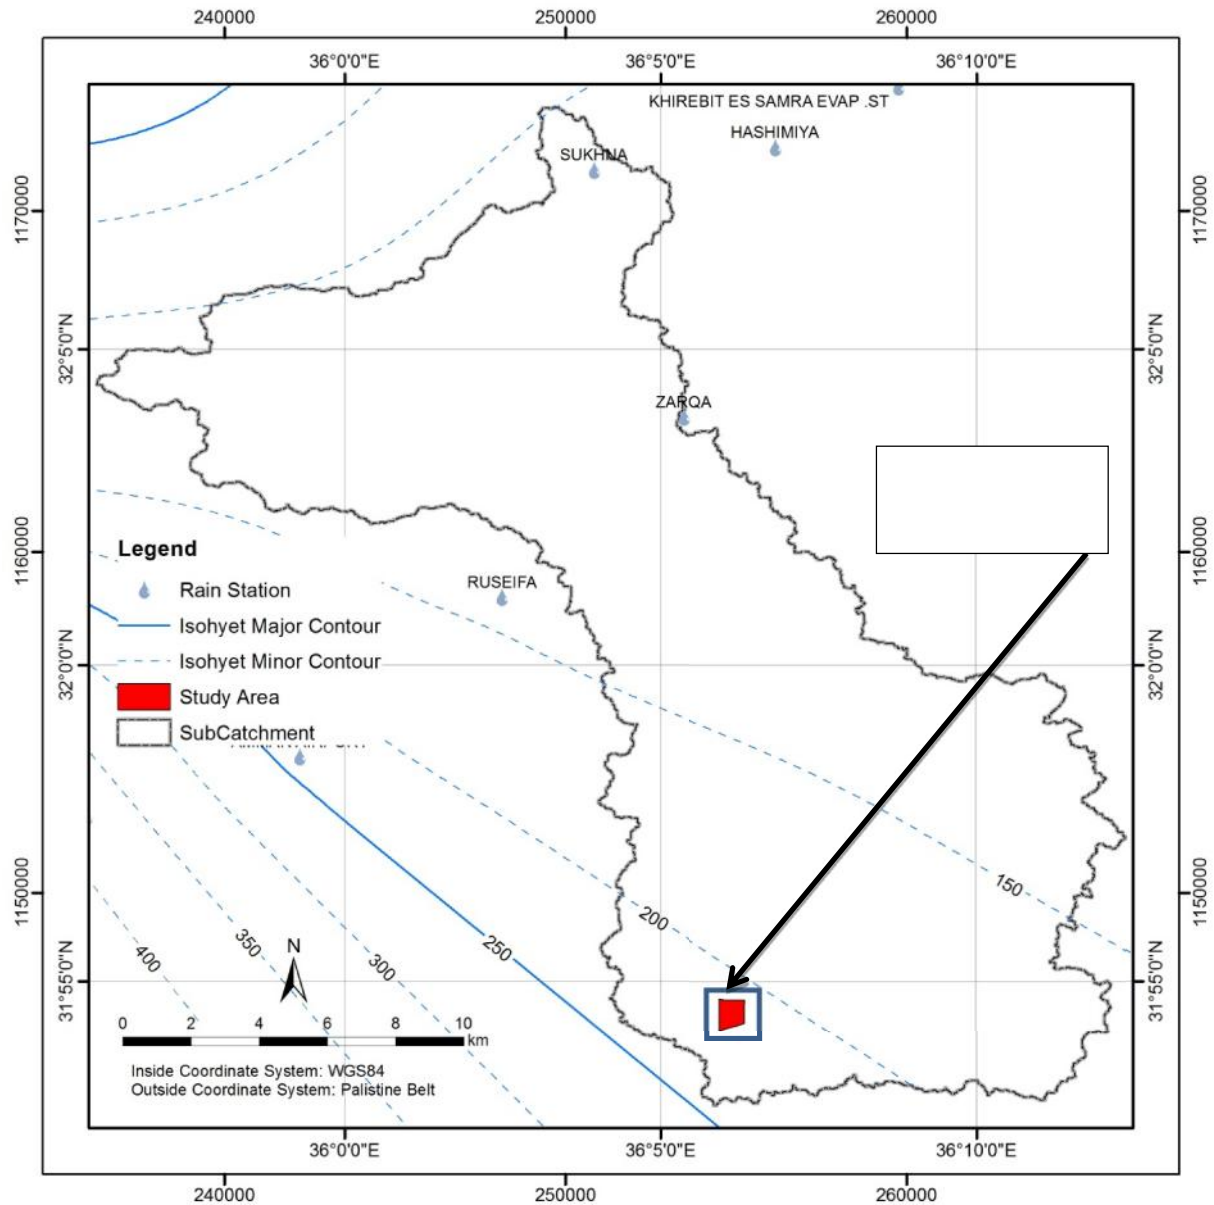 240000
250000
260000
36°0'0"E
36°5'0"E
36°10'0"E
KHIREBIT ES SAMRA EVAP .ST
HASHIMIYA
SUKHNA
1170000
1170000
32°5'0"N
32°5'0"N
ZARQA
1160000
1160000
Legend
Rain Station
Isohyet Major Contour
Isohyet Minor Contour
Study Area
SubCatchment
RUSEIFA
32°0'0"N
32°0'0"N
150
200
250
300
350
400
1150000
1150000
31°55'0"N
31°55'0"N
N
0 2 4 6 8 10
km
Inside Coordinate System: WGS84
Outside Coordinate System: Palistine Belt
36°0'0"E
36°5'0"E
36°10'0"E
240000
250000
260000